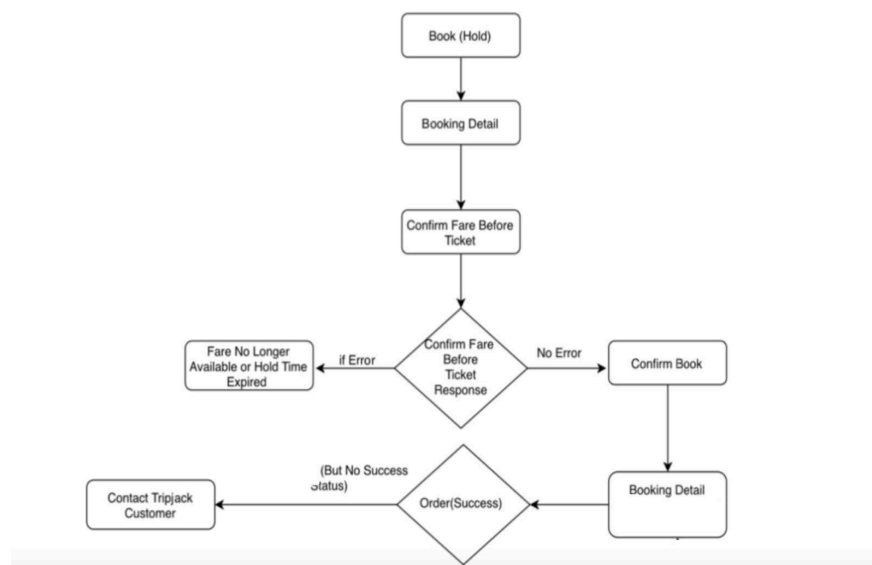 Book (Hold)
Booking Detail
Confirm Fare Before
Ticket
Confirm Fare
Before
Ticket
Response
if Error
No Error
Fare No Longer
Available or Hold Time
Expired
Confirm Book
Booking Detail
Order(Success)
(But No Success
Status)
Contact Tripjack
Customer